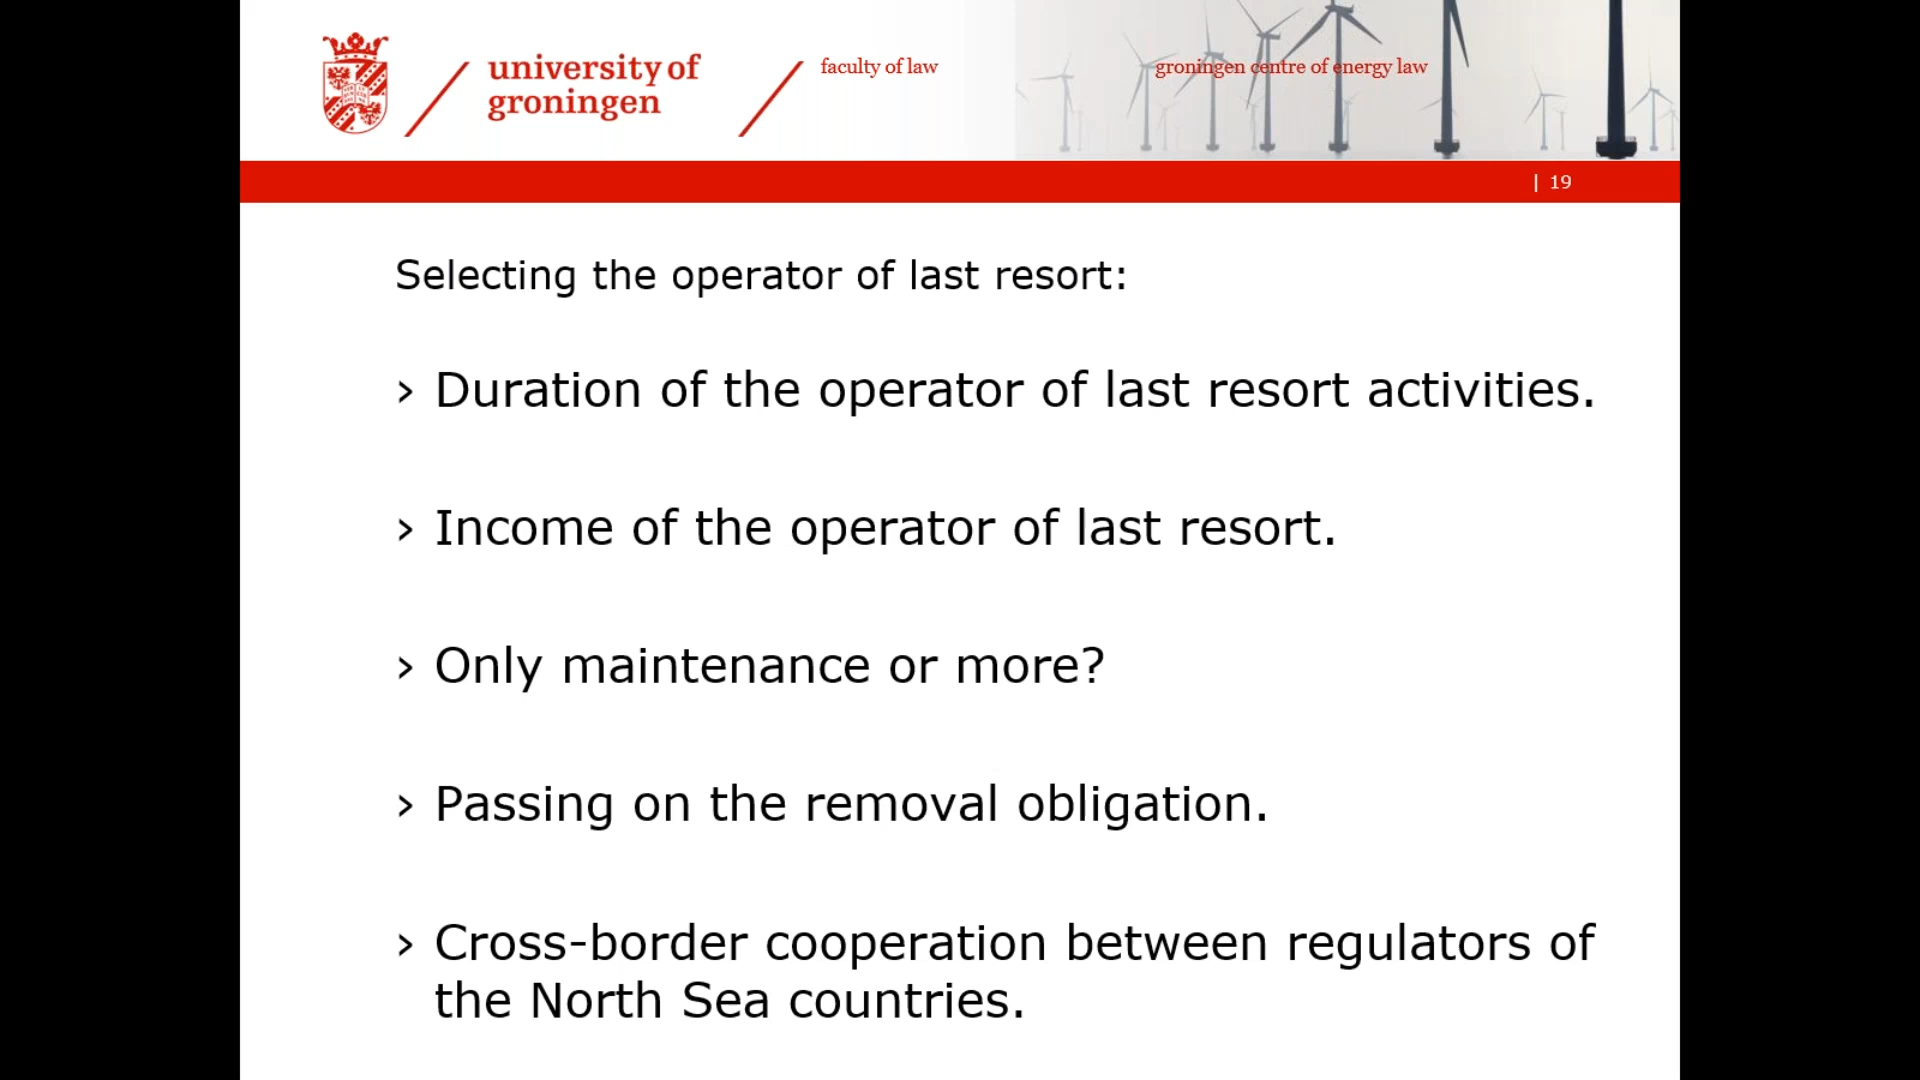 university of
groningen
faculty of law
groningen centre of energy law
| 19
Selecting the operator of last resort:
› Duration of the operator of last resort activities.
› Income of the operator of last resort.
› Only maintenance or more?
› Passing on the removal obligation.
› Cross-border cooperation between regulators of
the North Sea countries.